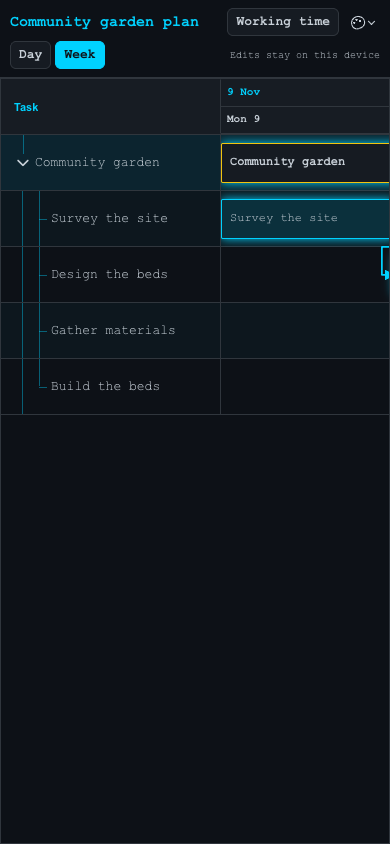 Community garden plan
Working time
Day
Week
Edits stay on this device
Task
9 Nov
Mon 9
Community garden
Community garden
Survey the site
Survey the site
Design the beds
Gather materials
Build the beds